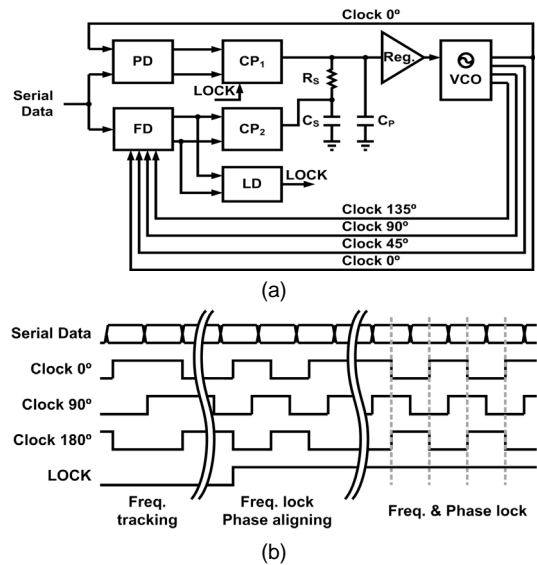 Clock 0º
PD
CP1
Reg.
VCO
RS
LOCK
Serial
Data
FD
CP2
CS
CP
LD
LOCK
Clock 135º
Clock 90º
Clock 45º
Clock 0º
(a)
Serial Data
Clock 0º
Clock 90º
Clock 180º
LOCK
Freq.
tracking
Freq. lock
Phase aligning
Freq. & Phase lock
(b)